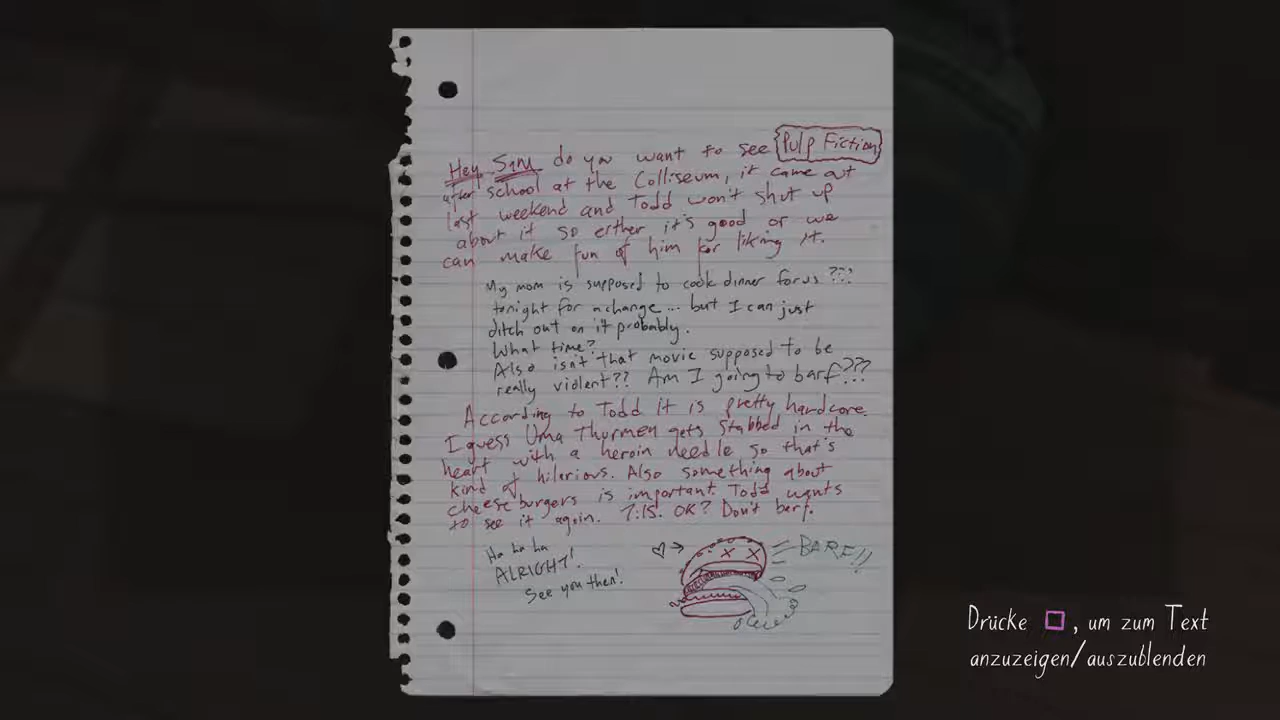 Hey Sam do you want to see Pulp Fiction
after school at the Colliseum, it came out
last weekend and Todd won't shut up
about it so either it's good or we
can make fun of him for liking it.
My mom is supposed to cook dinner for us ???
tonight for a change... but I can just
ditch out on it probably.
What time?
Also isn't that movie supposed to be
really violent?? Am I going to barf???
According to Todd it is pretty hardcore.
I guess Uma Thurmen gets stabbed in the
heart with a heroin needle so that's
kind of hilarious. Also something about
cheeseburgers is important. Todd wants
to see it again. 7:15. OK? Don't barf.
Ha ha ha
ALRIGHT!
See you then!
BARF!!
Drücke □, um zum Text
anzuzeigen/auszublenden